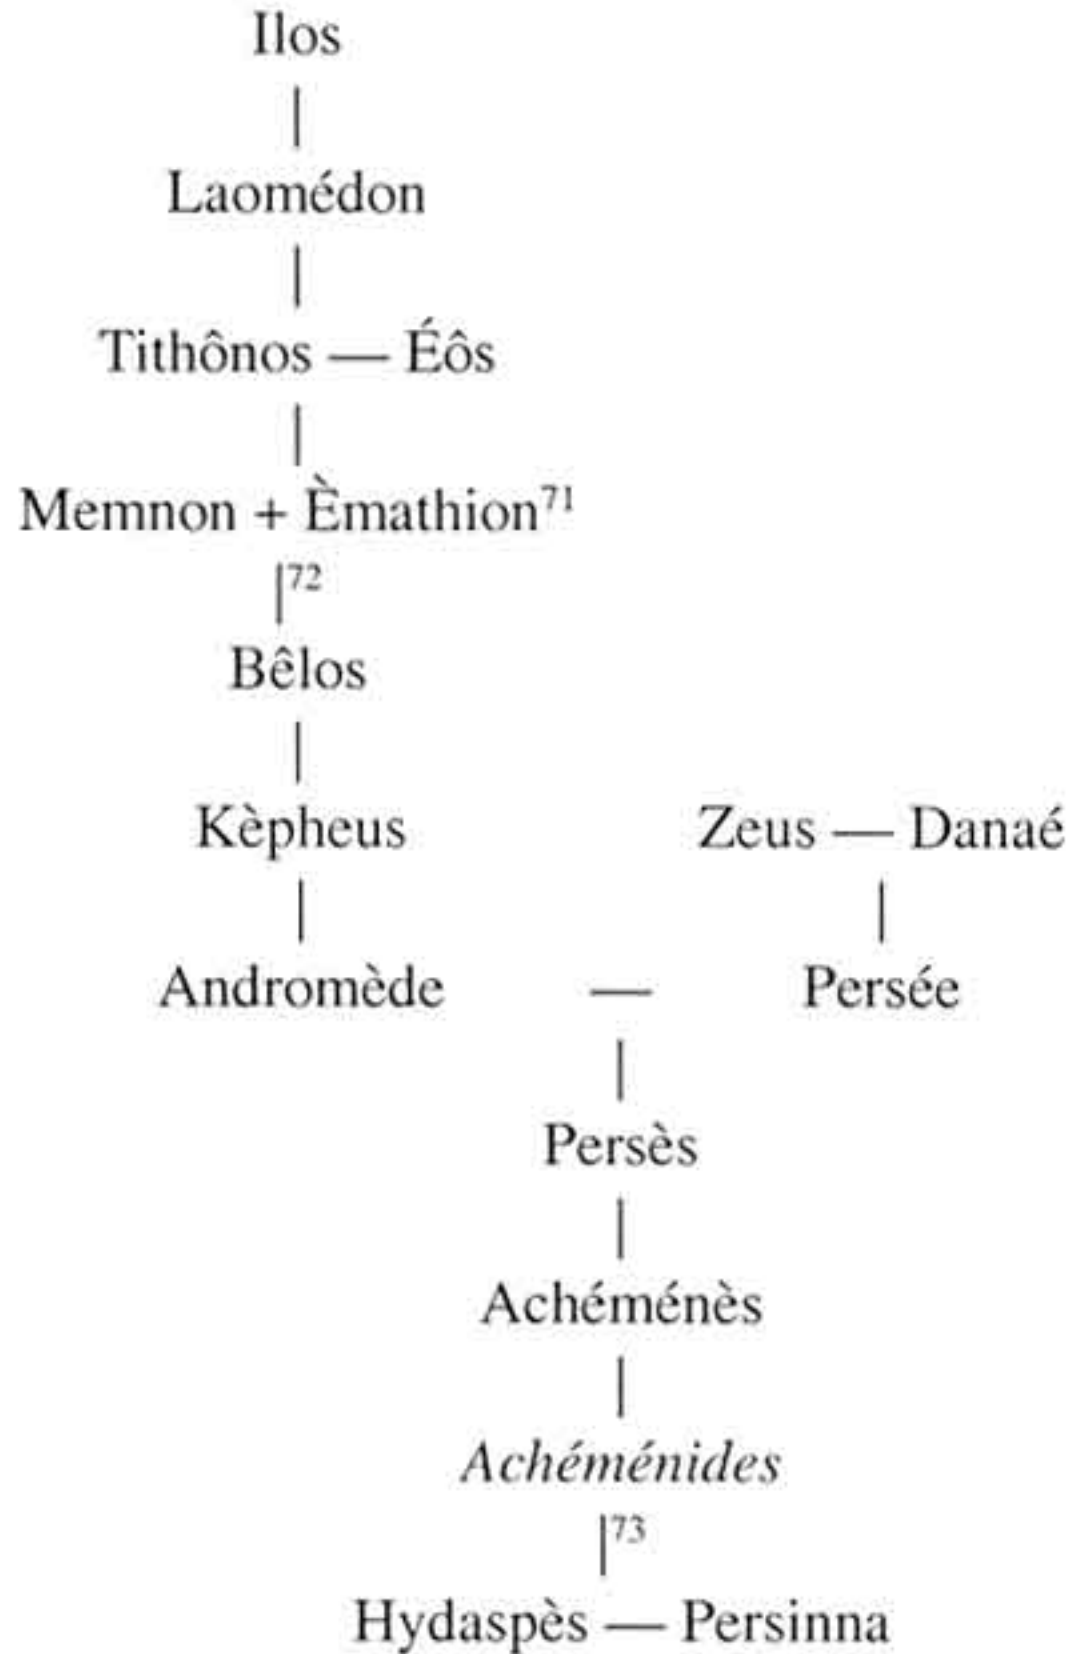 Ilos
|
Laomédon
|
Tithônos — Éôs
|
Memnon + Èmathion⁷¹
|⁷²
Bêlos
|
Kèpheus Zeus — Danaé
| |
Andromède — Persée
|
Persès
|
Achéménès
|
Achéménides
|⁷³
Hydaspès — Persinna